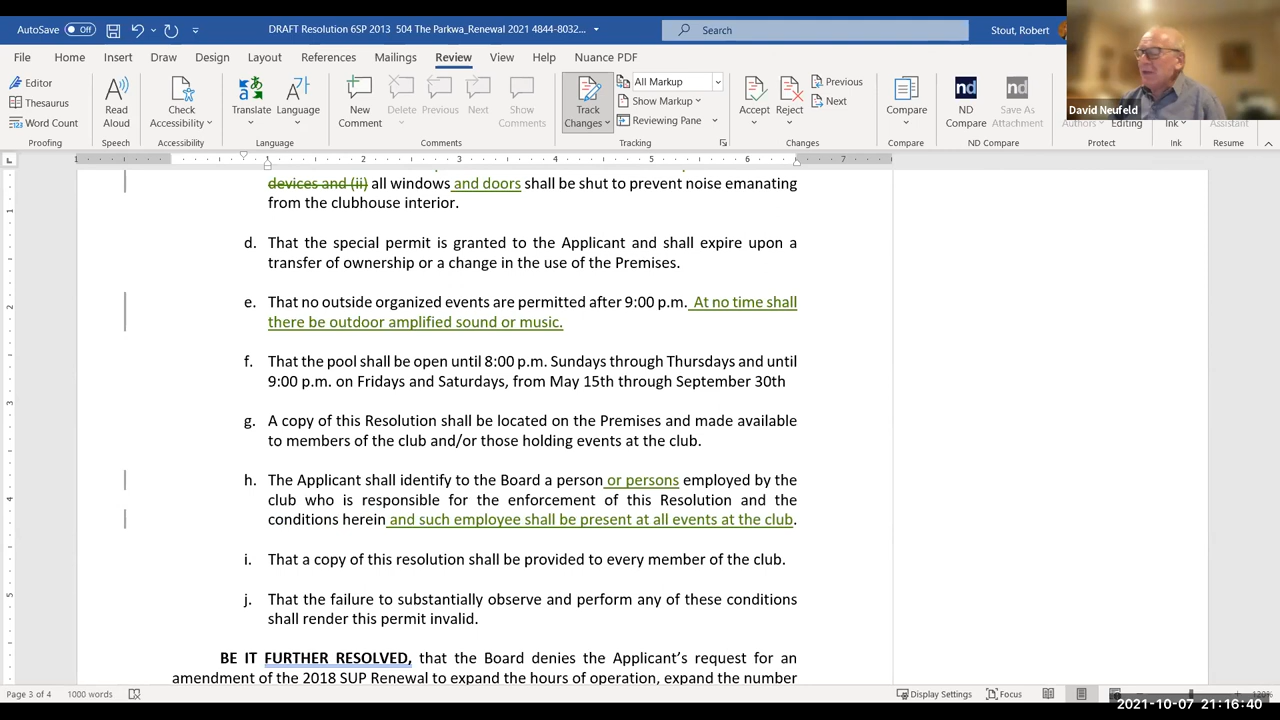 AutoSave Off DRAFT Resolution 6SP 2013 504 The Parkwa_Renewal 2021 4844-8032... Search Stout, Robert
File Home Insert Draw Design Layout References Mailings Review View Help Nuance PDF
Editor
Thesaurus
Word Count
Proofing
Read Aloud
Speech
Check Accessibility
Accessibility
Translate Language
Language
New Comment Delete Previous Next Show Comments
Comments
Track Changes
All Markup
Show Markup
Reviewing Pane
Tracking
Accept Reject Previous
Next
Changes
Compare
Compare
ND Compare Save As Attachment
ND Compare
Authors Editing
Protect
Ink
Ink
Assistant
Resume
David Neufeld
1 1 2 3 4 5 6 7
devices and (ii) all windows and doors shall be shut to prevent noise emanating
from the clubhouse interior.
d. That the special permit is granted to the Applicant and shall expire upon a
transfer of ownership or a change in the use of the Premises.
e. That no outside organized events are permitted after 9:00 p.m. At no time shall
there be outdoor amplified sound or music.
f. That the pool shall be open until 8:00 p.m. Sundays through Thursdays and until
9:00 p.m. on Fridays and Saturdays, from May 15th through September 30th
g. A copy of this Resolution shall be located on the Premises and made available
to members of the club and/or those holding events at the club.
h. The Applicant shall identify to the Board a person or persons employed by the
club who is responsible for the enforcement of this Resolution and the
conditions herein and such employee shall be present at all events at the club.
i. That a copy of this resolution shall be provided to every member of the club.
j. That the failure to substantially observe and perform any of these conditions
shall render this permit invalid.
BE IT FURTHER RESOLVED, that the Board denies the Applicant's request for an
amendment of the 2018 SUP Renewal to expand the hours of operation, expand the number
Page 3 of 4 1000 words Display Settings Focus 120%
2021-10-07 21:16:40